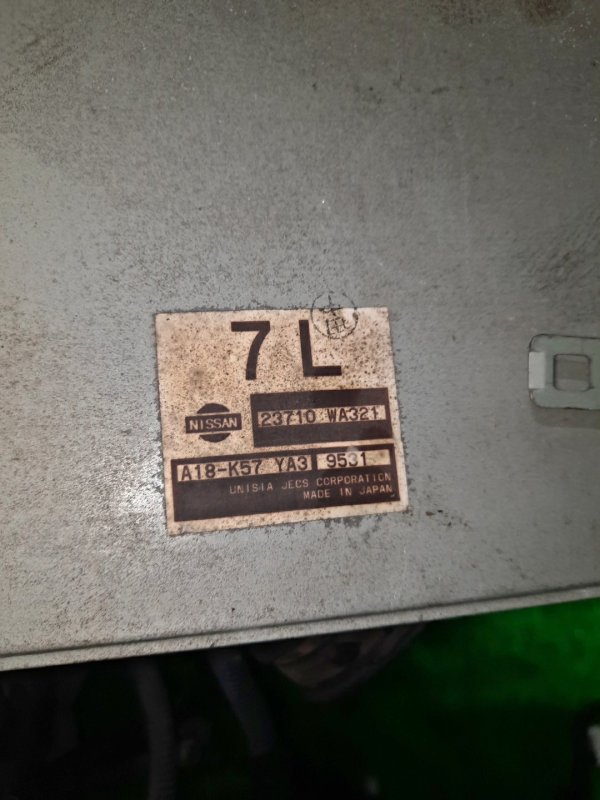 7L
NISSAN
23710 WA321
A18-K57 YA3 9531
UNISIA JECS CORPORATION
MADE IN JAPAN